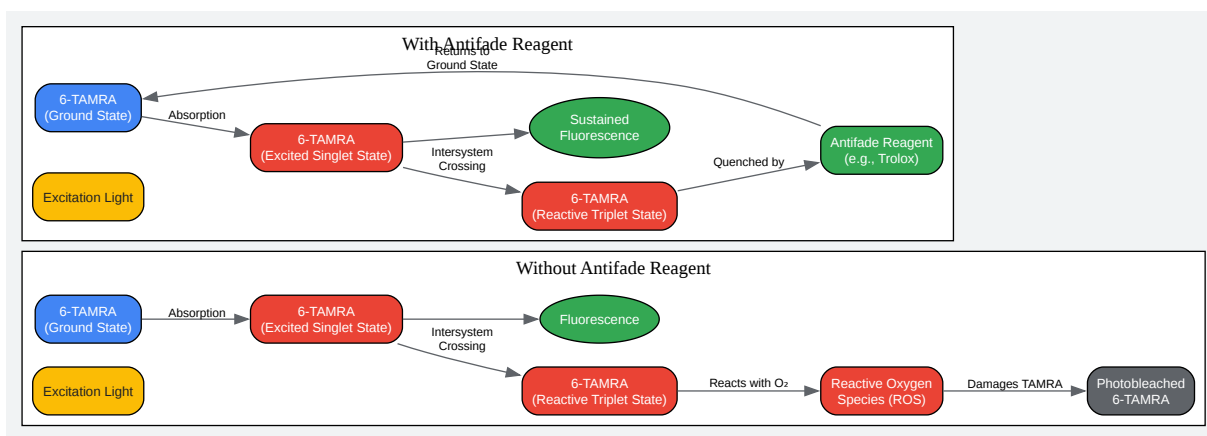 With Antifade Reagent
Returns to
Ground State
6-TAMRA
(Ground State)
Absorption
6-TAMRA
(Excited Singlet State)
Sustained
Fluorescence
Intersystem
Crossing
Quenched by
Antifade Reagent
(e.g., Trolox)
Excitation Light
6-TAMRA
(Reactive Triplet State)
Without Antifade Reagent
6-TAMRA
(Ground State)
Absorption
6-TAMRA
(Excited Singlet State)
Fluorescence
Intersystem
Crossing
Excitation Light
6-TAMRA
(Reactive Triplet State)
Reacts with O₂
Reactive Oxygen
Species (ROS)
Damages TAMRA
Photobleached
6-TAMRA